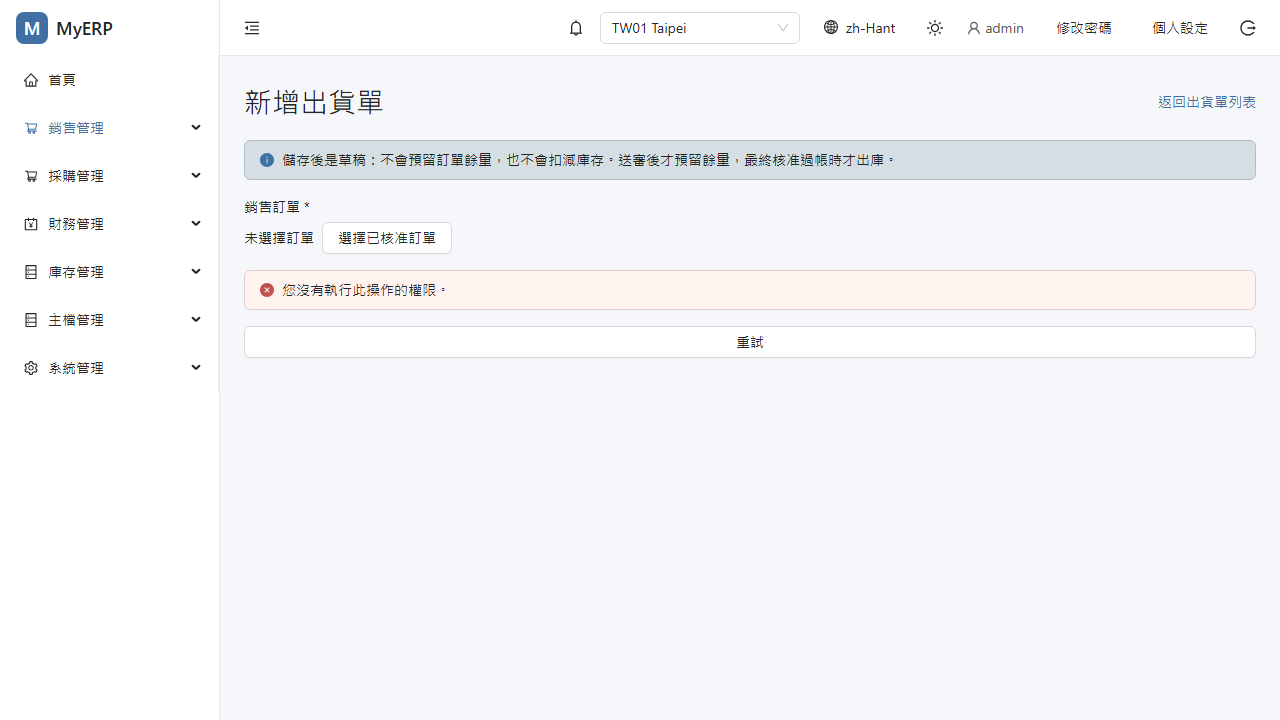 M MyERP
TW01 Taipei
zh-Hant
admin
修改密碼
個人設定
首頁
銷售管理
採購管理
財務管理
庫存管理
主檔管理
系統管理
新增出貨單
返回出貨單列表
儲存後是草稿：不會預留訂單餘量，也不會扣減庫存。送審後才預留餘量，最終核准過帳時才出庫。
銷售訂單 *
未選擇訂單
選擇已核准訂單
您沒有執行此操作的權限。
重試